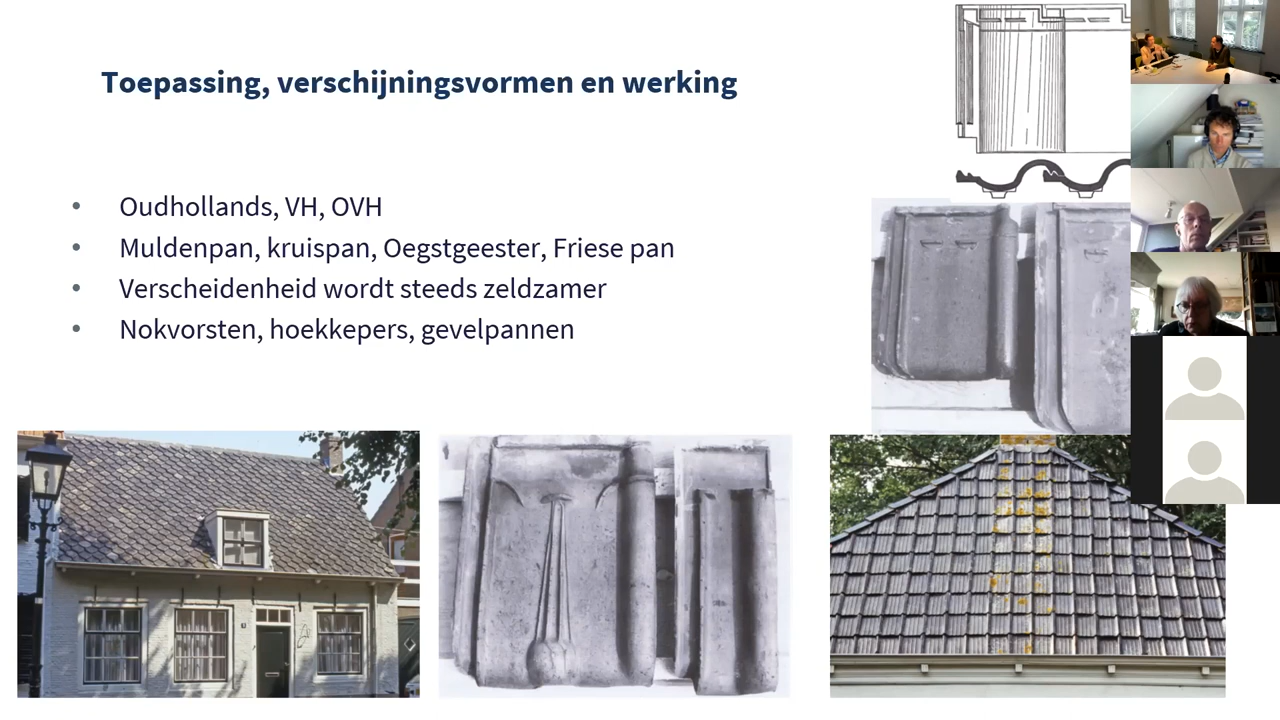 Toepassing, verschijningsvormen en werking
• Oudhollands, VH, OVH
• Muldenpan, kruispan, Oegstgeester, Friese pan
• Verscheidenheid wordt steeds zeldzamer
• Nokvorsten, hoekkepers, gevelpannen